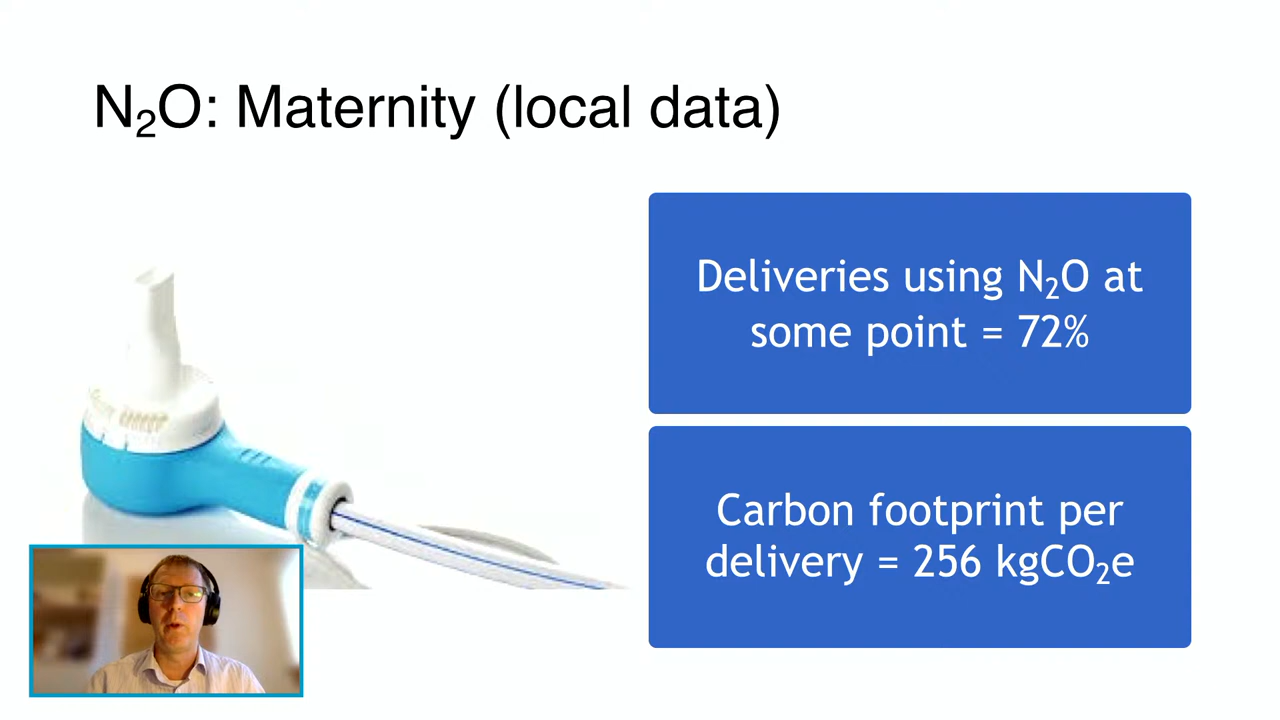 N₂O: Maternity (local data)
Deliveries using N₂O at
some point = 72%
Carbon footprint per
delivery = 256 kgCO₂e